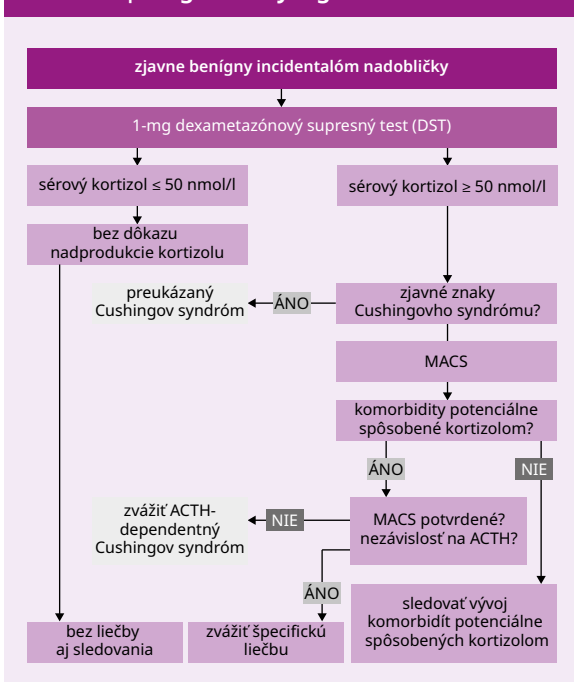 zjavne benígny incidentalóm nadobličky
1-mg dexametazónový supresný test (DST)
sérový kortizol ≤ 50 nmol/l
sérový kortizol ≥ 50 nmol/l
bez dôkazu
nadprodukcie kortizolu
preukázaný
Cushingov syndróm
ÁNO
zjavné znaky
Cushingovho syndrómu?
MACS
komorbidity potenciálne
spôsobené kortizolom?
ÁNO
NIE
zvážiť ACTH-
dependentný
Cushingov syndróm
NIE
MACS potvrdené?
nezávislosť na ACTH?
ÁNO
bez liečby
aj sledovania
zvážiť špecifickú
liečbu
sledovať vývoj
komorbidít potenciálne
spôsobených kortizolom